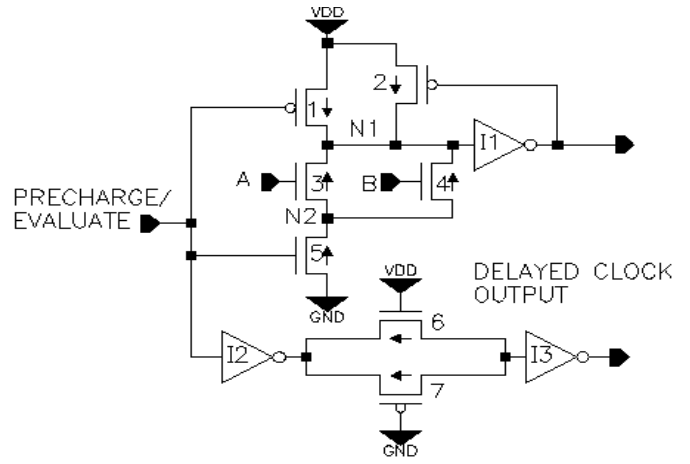 VDD
2
1
N1
I1
A
3
B
4
PRECHARGE/
EVALUATE
N2
5
VDD
DELAYED CLOCK
OUTPUT
GND
6
I2
I3
7
GND